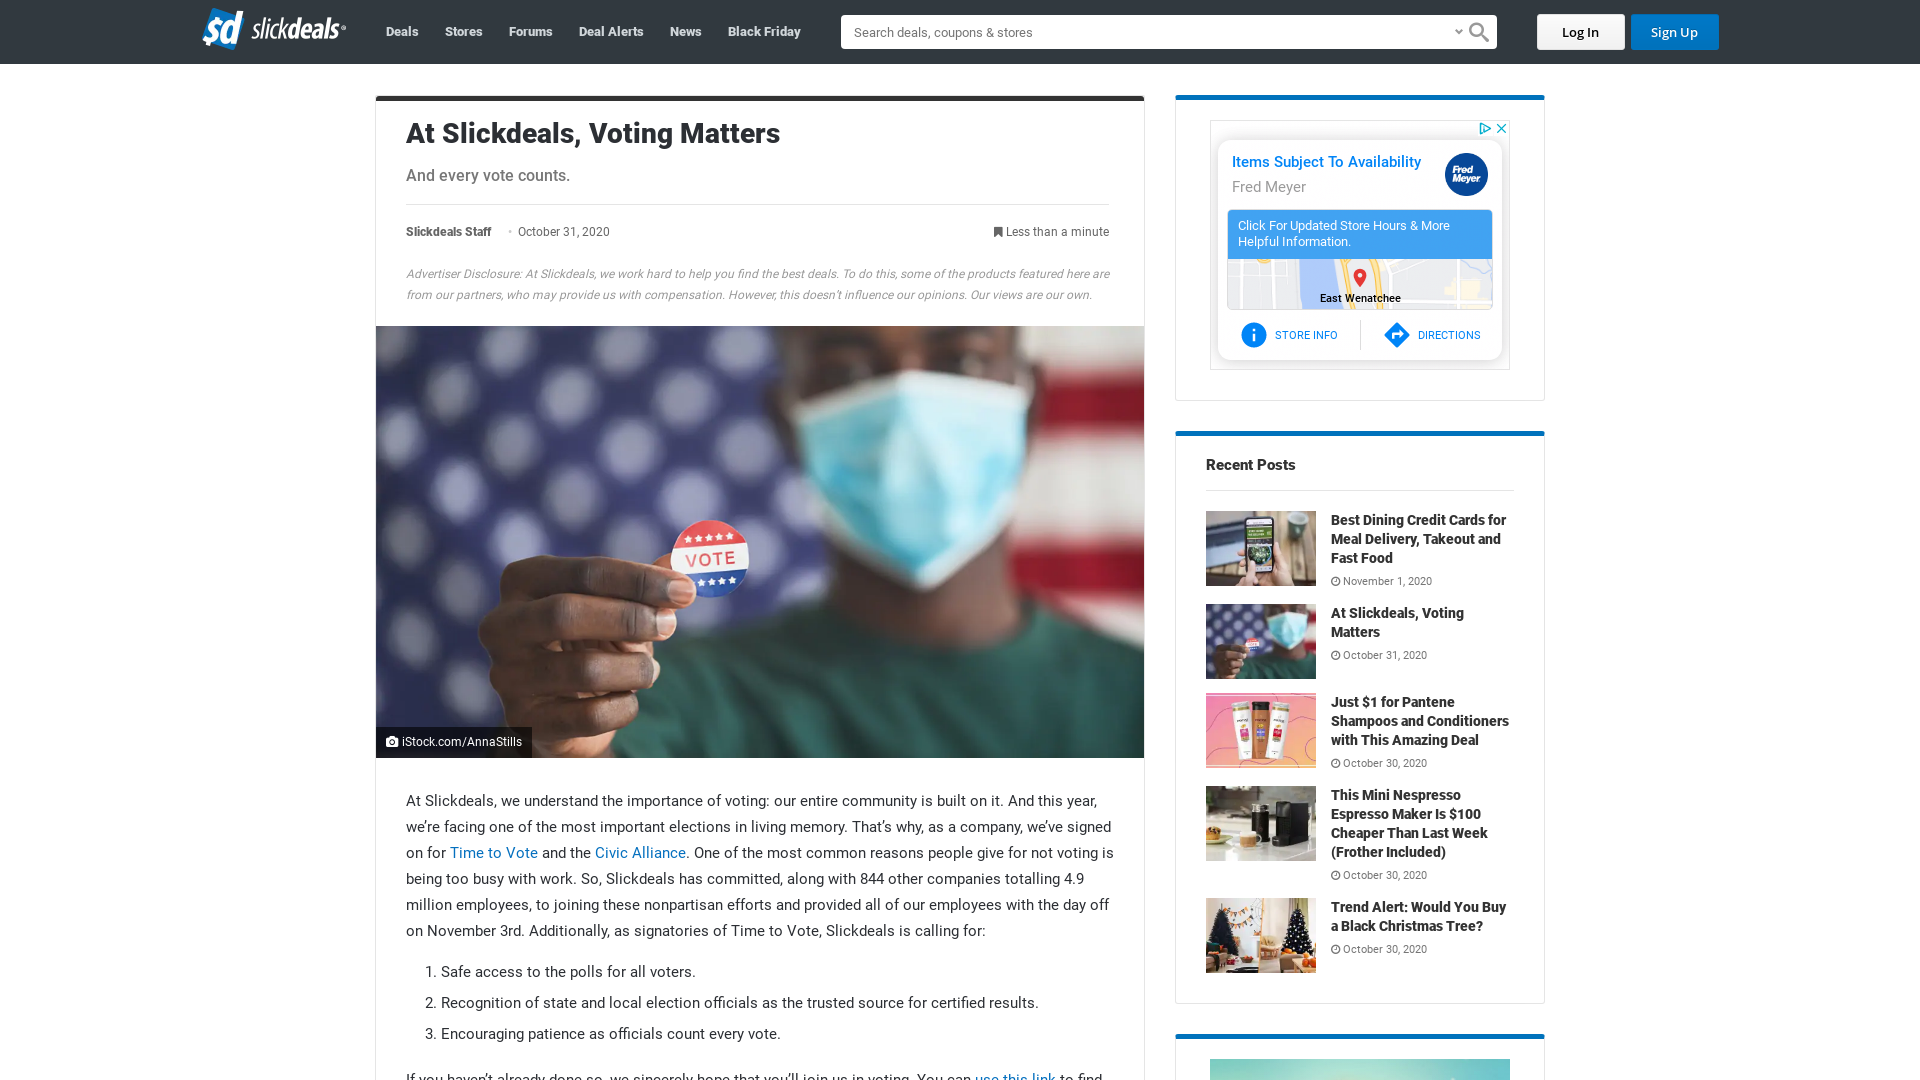 sd slickdeals
Deals
Stores
Forums
Deal Alerts
News
Black Friday
Search deals, coupons & stores
Log In
Sign Up
At Slickdeals, Voting Matters
And every vote counts.
Slickdeals Staff • October 31, 2020
Less than a minute
Advertiser Disclosure: At Slickdeals, we work hard to help you find the best deals. To do this, some of the products featured here are
from our partners, who may provide us with compensation. However, this doesn’t influence our opinions. Our views are our own.
VOTE
iStock.com/AnnaStills
At Slickdeals, we understand the importance of voting: our entire community is built on it. And this year,
we’re facing one of the most important elections in living memory. That’s why, as a company, we’ve signed
on for Time to Vote and the Civic Alliance. One of the most common reasons people give for not voting is
being too busy with work. So, Slickdeals has committed, along with 844 other companies totalling 4.9
million employees, to joining these nonpartisan efforts and provided all of our employees with the day off
on November 3rd. Additionally, as signatories of Time to Vote, Slickdeals is calling for:
1. Safe access to the polls for all voters.
2. Recognition of state and local election officials as the trusted source for certified results.
3. Encouraging patience as officials count every vote.
If you haven’t already done so, we sincerely hope that you’ll join us in voting. You can use this link to find
Items Subject To Availability
Fred Meyer
Fred
Meyer
Click For Updated Store Hours & More
Helpful Information.
East Wenatchee
STORE INFO
DIRECTIONS
Recent Posts
Best Dining Credit Cards for
Meal Delivery, Takeout and
Fast Food
November 1, 2020
At Slickdeals, Voting
Matters
October 31, 2020
Just $1 for Pantene
Shampoos and Conditioners
with This Amazing Deal
October 30, 2020
This Mini Nespresso
Espresso Maker Is $100
Cheaper Than Last Week
(Frother Included)
October 30, 2020
Trend Alert: Would You Buy
a Black Christmas Tree?
October 30, 2020